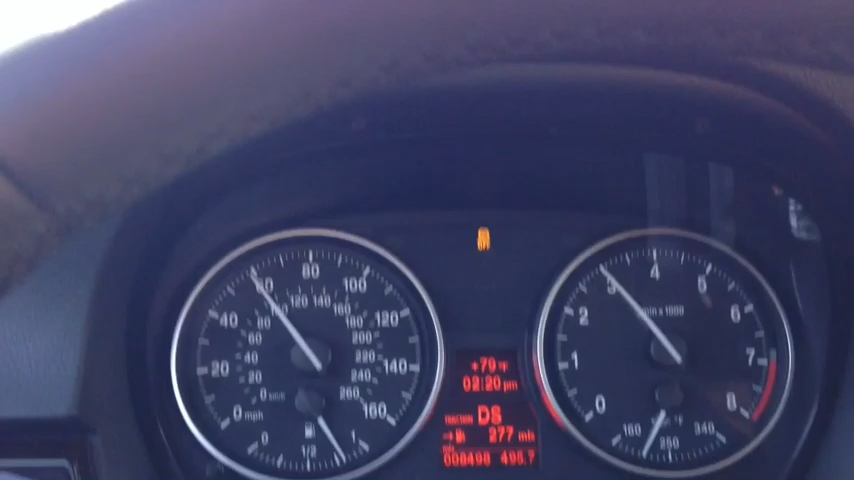 OFF
20 40 60 80 100 120 140 160
0 mph
20 40 60 80 120 140 160 180 200 220 240 260
0 km/h
0 1/2 1
+79 °F
02:20 pm
TRACTION DS
277 mls
008498 495.7
0 1 2 3 4 5 6 7 8
1/min x 1000
°F
160 250 340